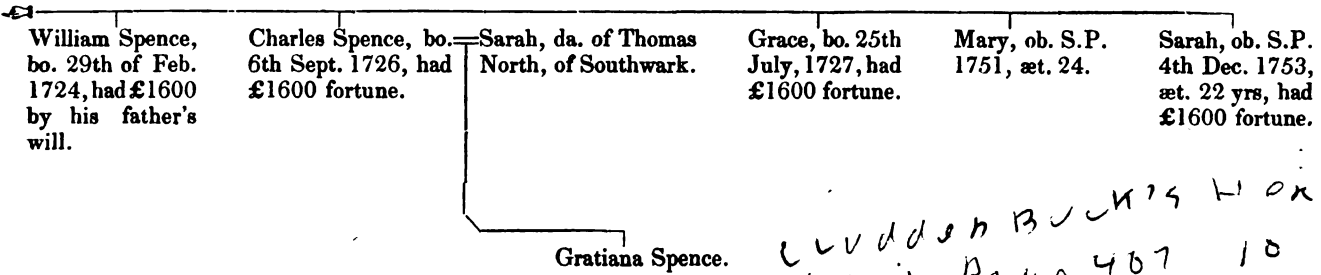 William Spence,
bo. 29th of Feb.
1724, had £1600
by his father's
will.
Charles Spence, bo.
6th Sept. 1726, had
£1600 fortune.
Sarah, da. of Thomas
North, of Southwark.
Grace, bo. 25th
July, 1727, had
£1600 fortune.
Mary, ob. S.P.
1751, æt. 24.
Sarah, ob. S.P.
4th Dec. 1753,
æt. 22 yrs, had
£1600 fortune.
Gratiana Spence.
407 10